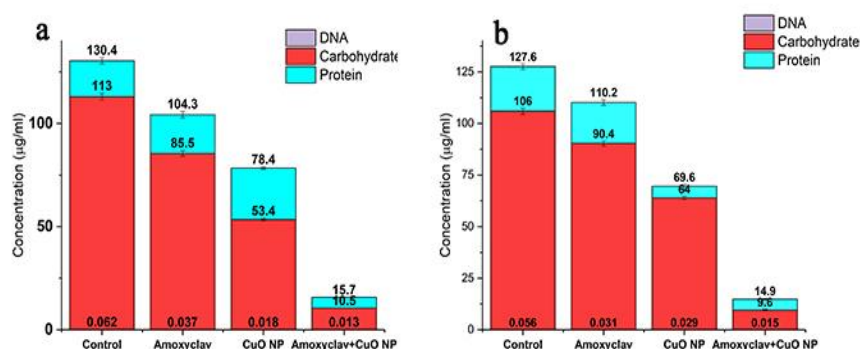 a
DNA
Carbohydrate
Protein
Concentration (µg/ml)
100
50
0
130.4
113
0.062
104.3
85.5
0.037
78.4
53.4
0.018
15.7
10.5
0.013
Control
Amoxyclav
CuO NP
Amoxyclav+CuO NP
b
DNA
Carbohydrate
Protein
Concentration (µg/ml)
125
100
75
50
25
0
127.6
106
0.056
110.2
90.4
0.031
69.6
64
0.029
14.9
9.6
0.015
Control
Amoxyclav
CuO NP
Amoxyclav+CuO NP